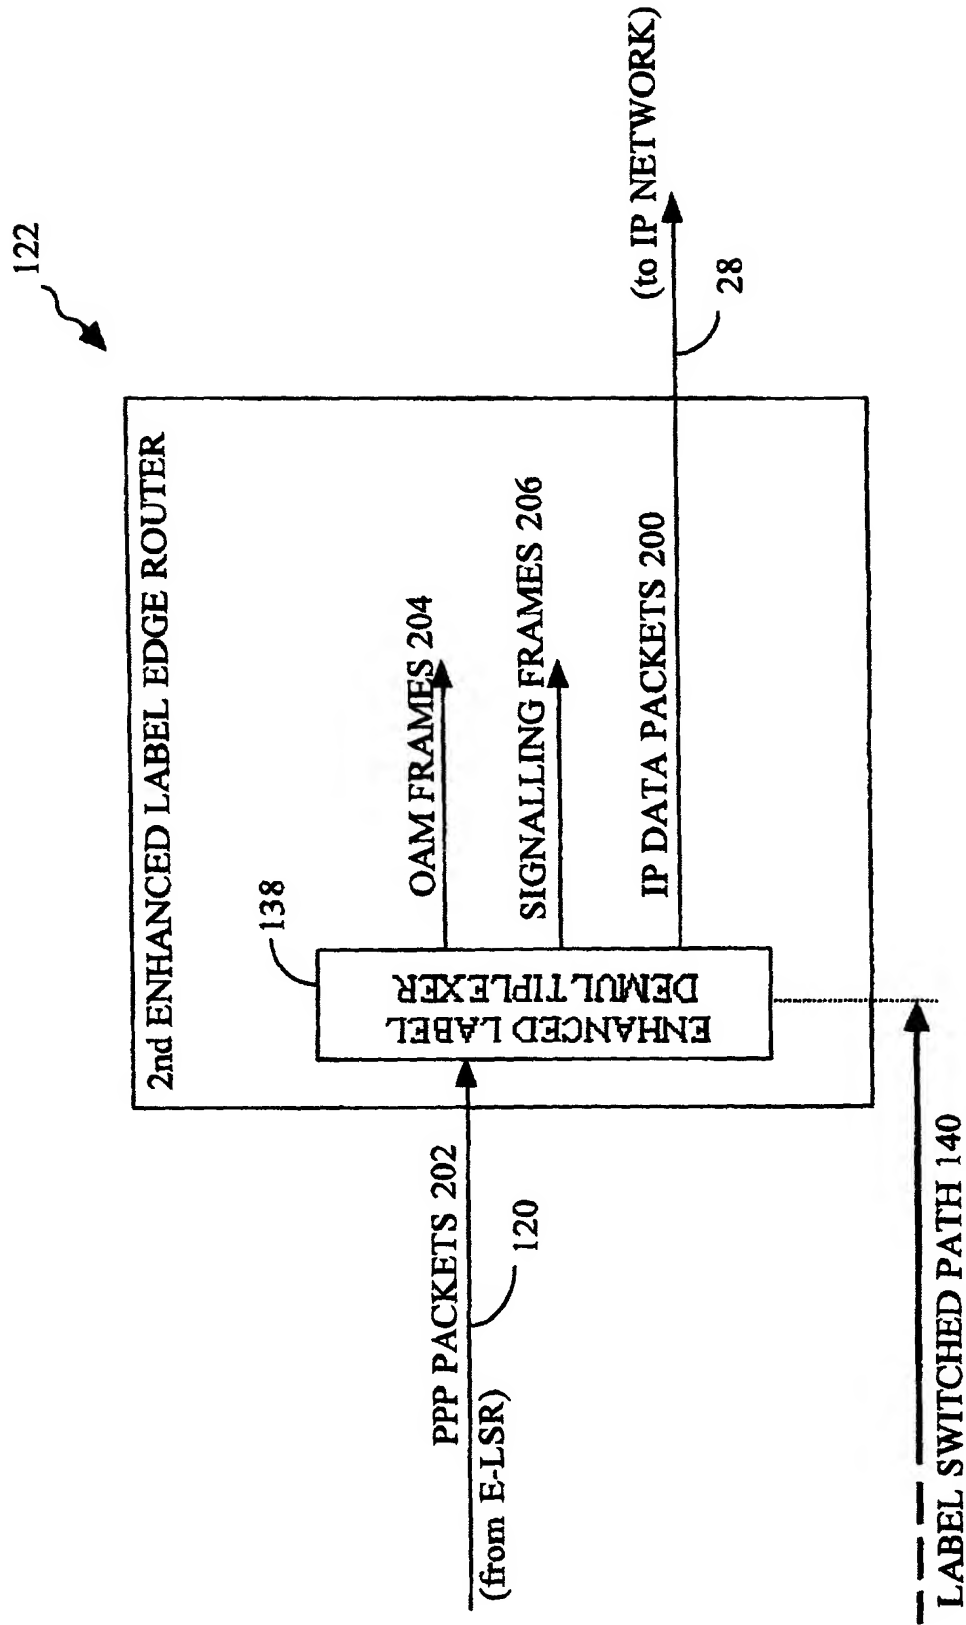 122
2nd ENHANCED LABEL EDGE ROUTER
138
OAM FRAMES 204
SIGNALLING FRAMES 206
IP DATA PACKETS 200
(to IP NETWORK)
28
ENHANCED LABEL
DEMULTIPLEXER
PPP PACKETS 202
120
(from E-LSR)
LABEL SWITCHED PATH 140